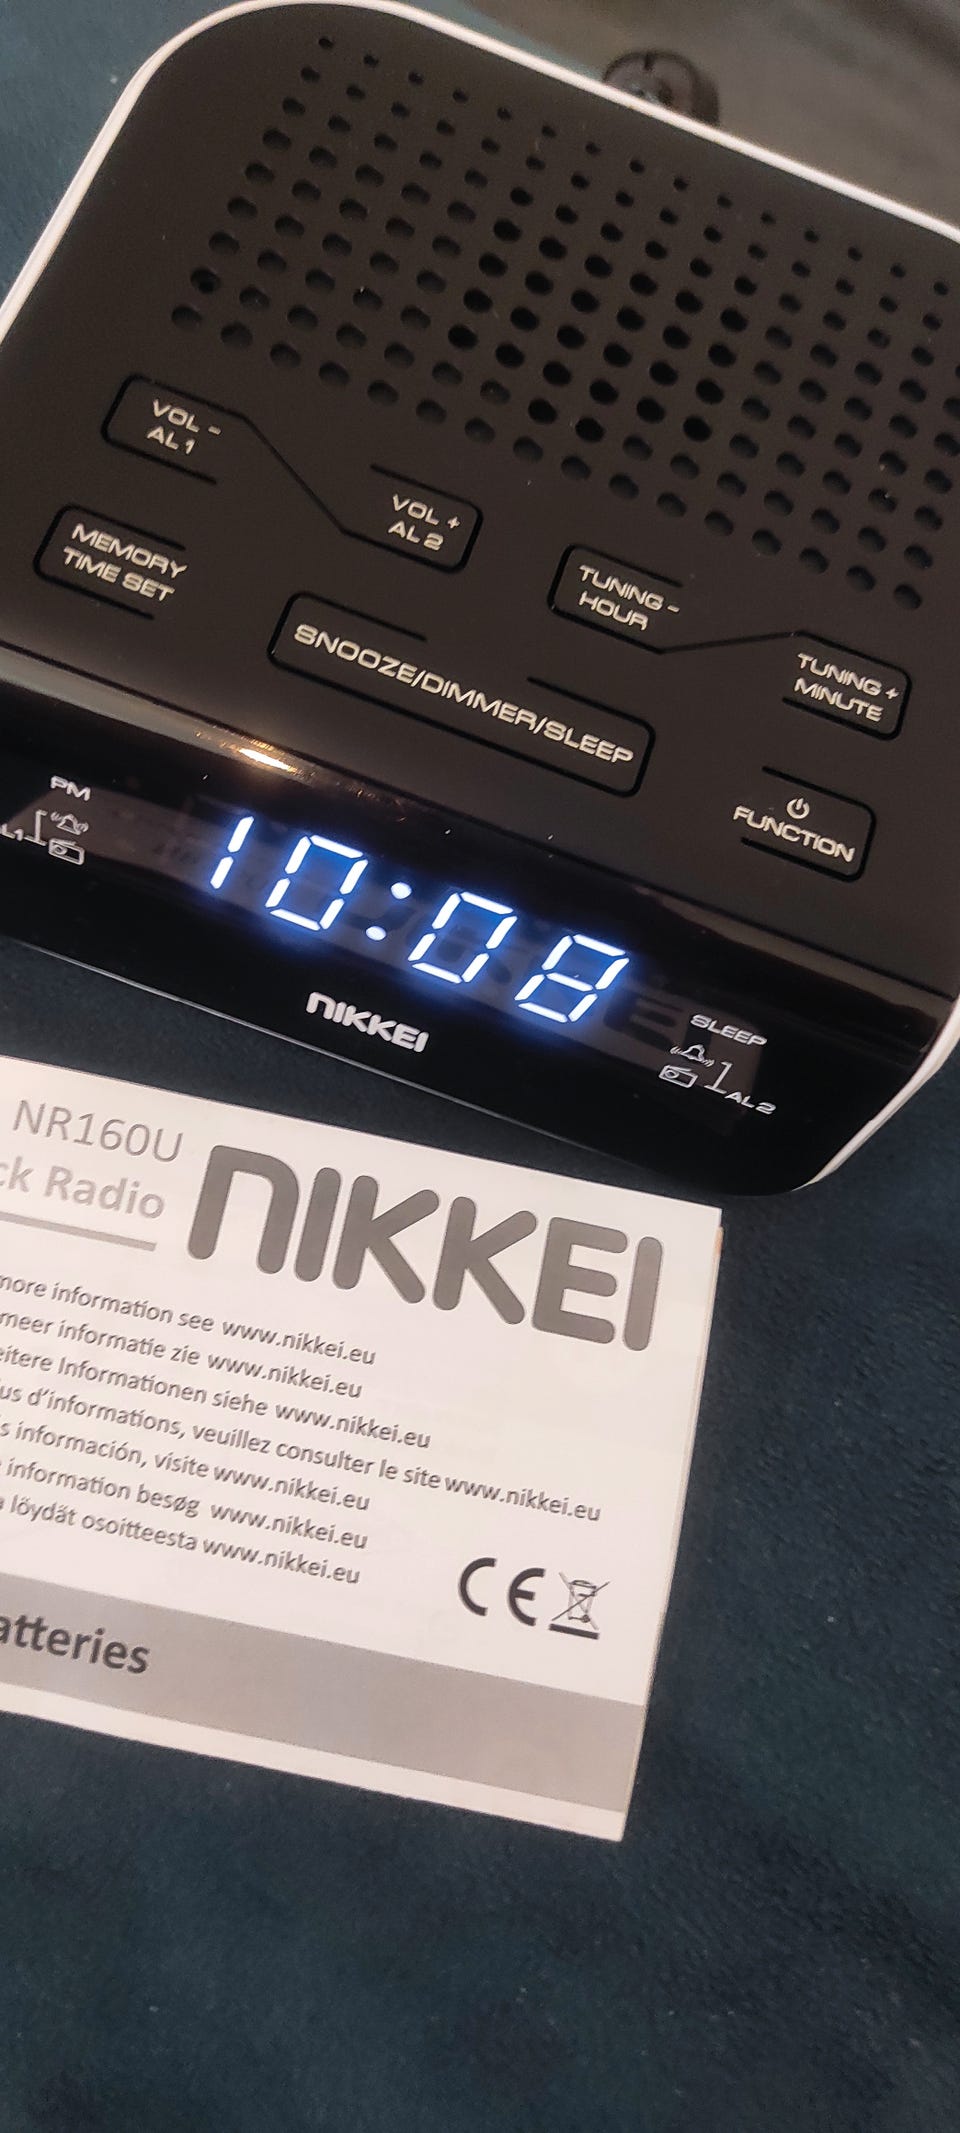 VOL -
AL 1
VOL +
AL 2
MEMORY
TIME SET
TUNING -
HOUR
SNOOZE/DIMMER/SLEEP
TUNING +
MINUTE
FUNCTION
PM
10:08
NIKKEI
SLEEP
AL 2
NR160U
Radio
NIKKEI
more information see www.nikkei.eu
meer informatie zie www.nikkei.eu
Informationen siehe www.nikkei.eu
d'informations, veuillez consulter le site www.nikkei.eu
información, visite www.nikkei.eu
information besøg www.nikkei.eu
löydät osoitteesta www.nikkei.eu
CE
atteries